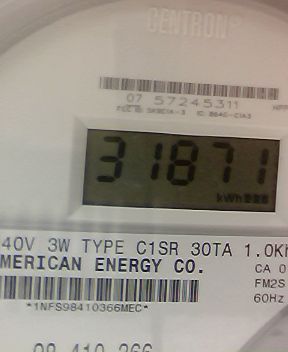 CENTRON®
07 57245311
31871
kWh
40V 3W TYPE C1SR 30TA 1.0Kh
MERICAN ENERGY CO.
CA 0
FM2S
60Hz
*1NFS98410366MEC*